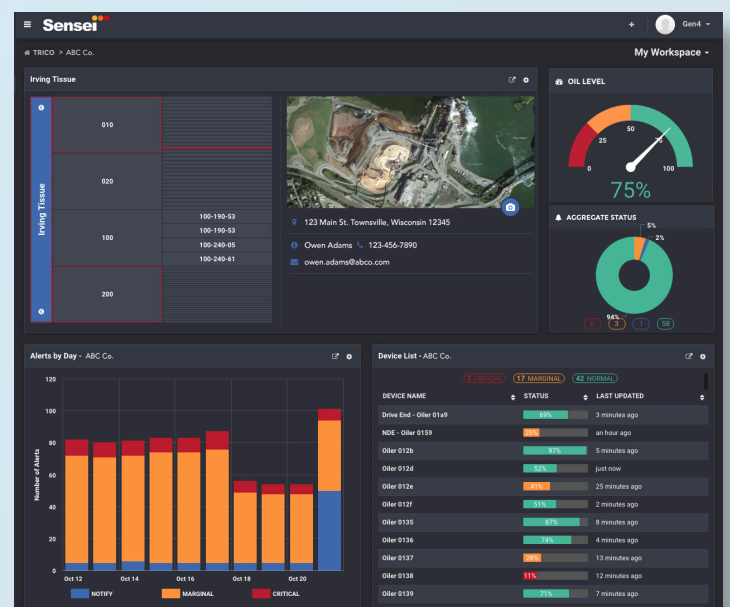 Sensei
+ Gen4
TRICO > ABC Co.
My Workspace
Irving Tissue
Irving Tissue
010
020
100
200
100-190-53
100-190-53
100-240-05
100-240-61
123 Main St. Townsville, Wisconsin 12345
Owen Adams 123-456-7890
owen.adams@abco.com
OIL LEVEL
0
25
50
75
100
75%
AGGREGATE STATUS
5%
2%
94%
3 1 58
Alerts by Day - ABC Co.
Number of Alerts
120
100
80
60
40
20
0
Oct 12 Oct 14 Oct 16 Oct 18 Oct 20
NOTIFY MARGINAL CRITICAL
Device List - ABC Co.
CRITICAL 17 MARGINAL 42 NORMAL
DEVICE NAME STATUS LAST UPDATED
Drive End - Oiler 01a9 69% 3 minutes ago
NDE - Oiler 0159 25% an hour ago
Oiler 012b 97% 5 minutes ago
Oiler 012d 52% just now
Oiler 012e 41% 25 minutes ago
Oiler 012f 51% 2 minutes ago
Oiler 0135 87% 8 minutes ago
Oiler 0136 74% 4 minutes ago
Oiler 0137 28% 13 minutes ago
Oiler 0138 11% 12 minutes ago
Oiler 0139 71% 7 minutes ago